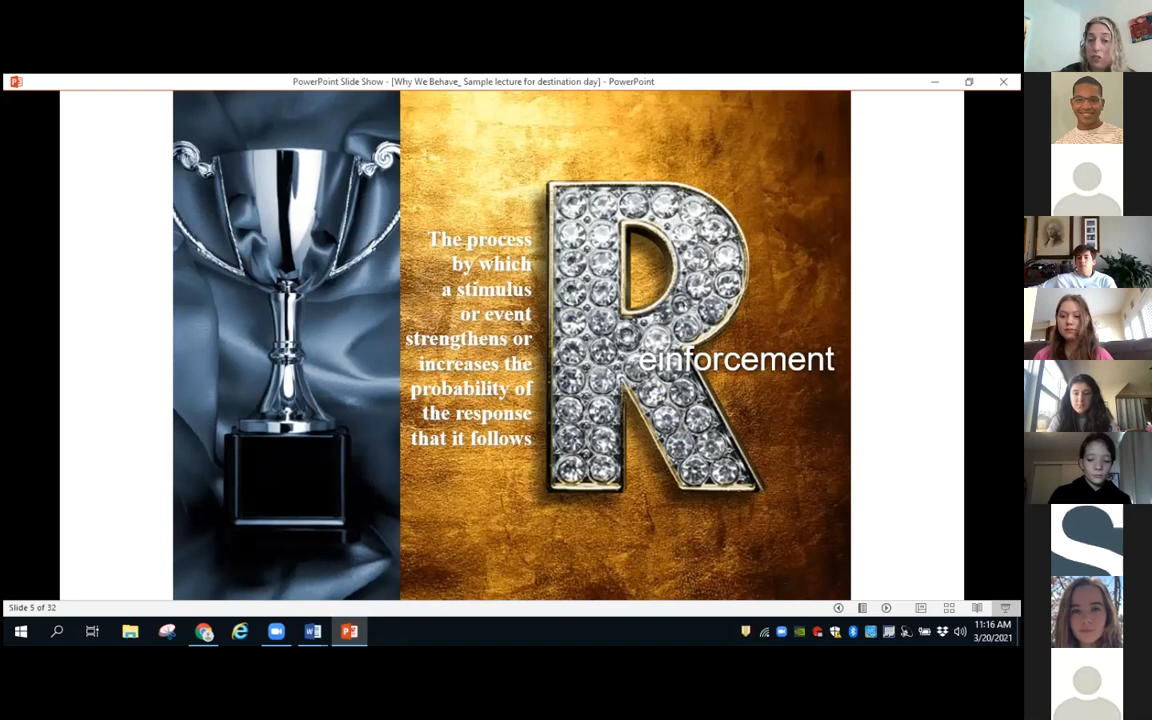 PowerPoint Slide Show - [Why We Behave_ Sample lecture for destination day] - PowerPoint
The process
by which
a stimulus
or event
strengthens or
increases the
probability of
the response
that it follows
Reinforcement
S
Slide 5 of 32
11:16 AM
3/20/2021